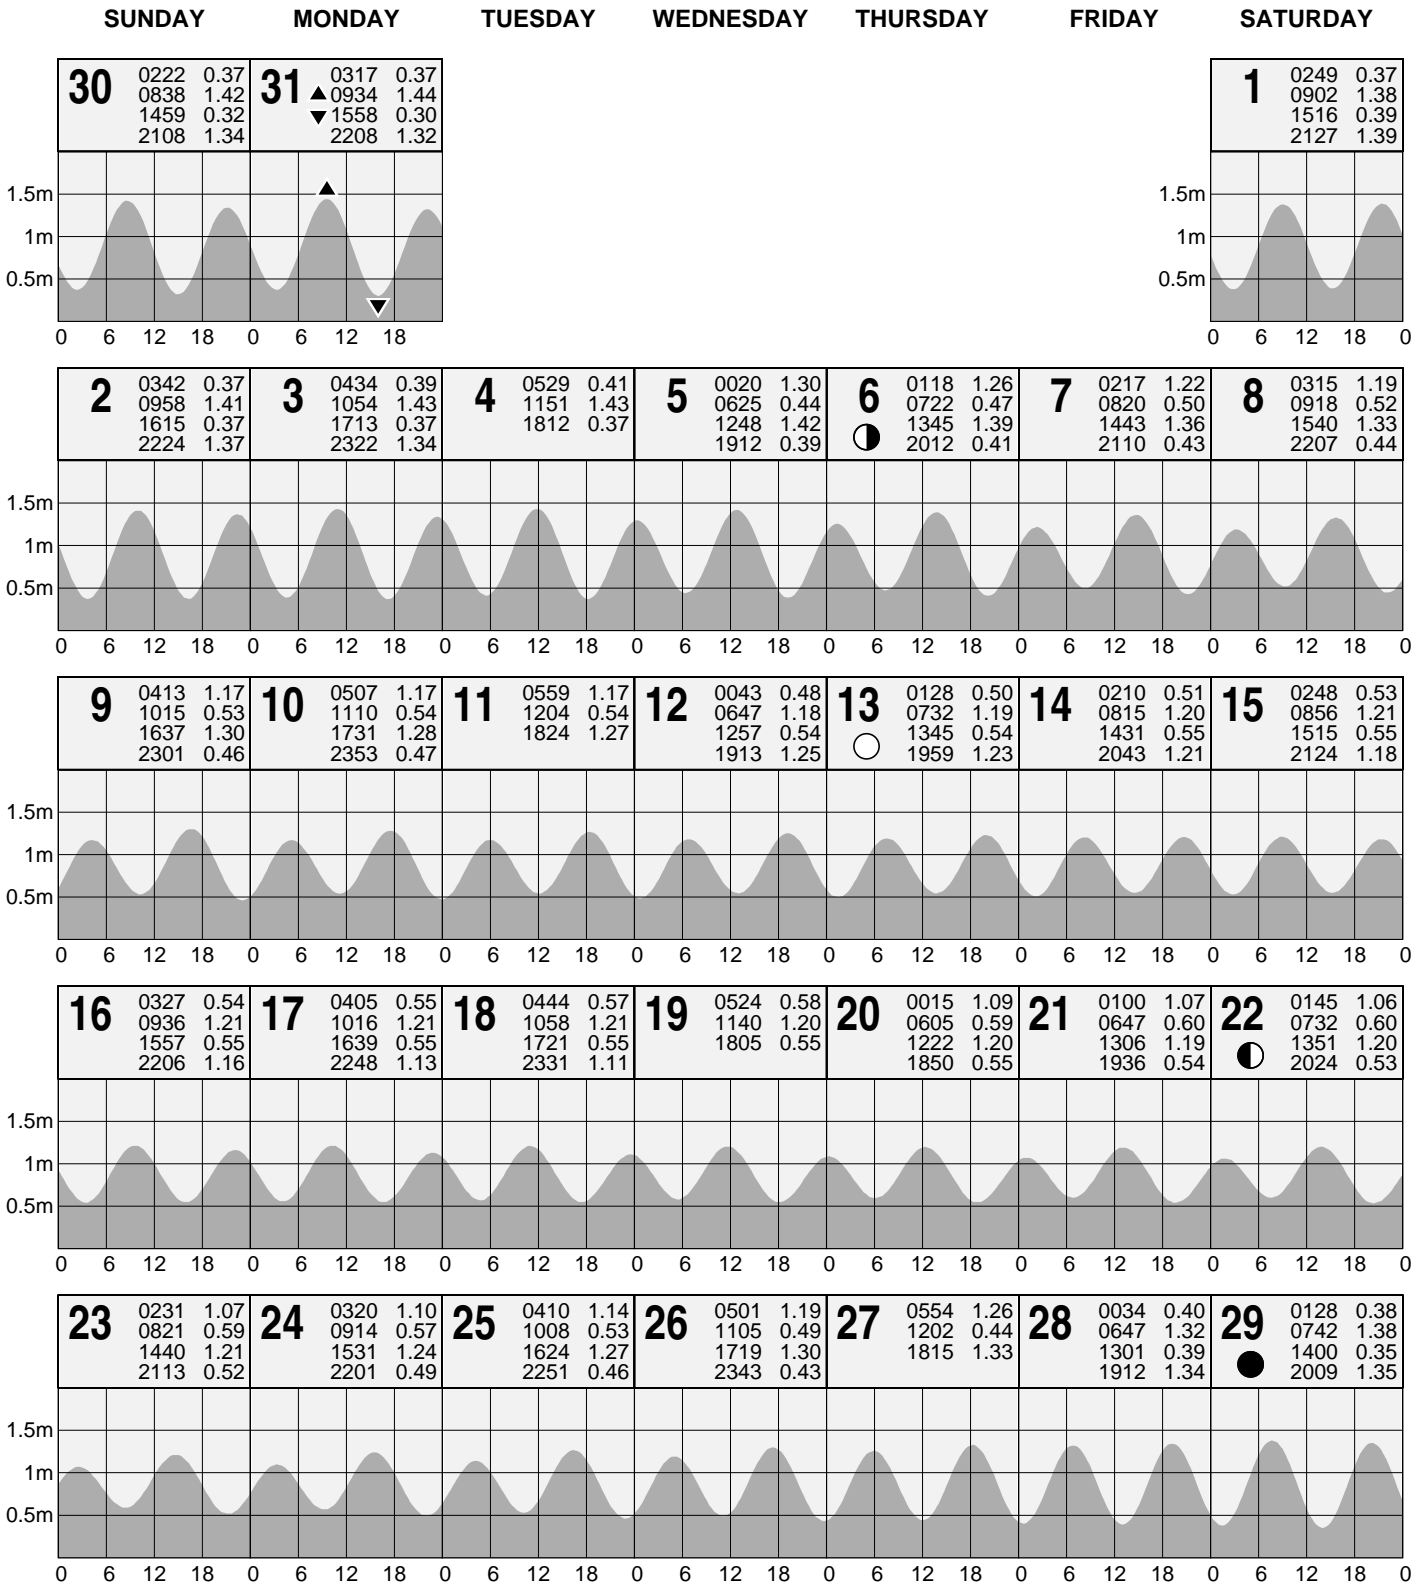 SUNDAY MONDAY TUESDAY WEDNESDAY THURSDAY FRIDAY SATURDAY
30 0222 0.37 31 0317 0.37 1 0249 0.37
0838 1.42 ▲0934 1.44 0902 1.38
1459 0.32 ▼1558 0.30 1516 0.39
2108 1.34 2208 1.32 2127 1.39
1.5m 1.5m
1m 1m
0.5m 0.5m
0 6 12 18 0 6 12 18 0 6 12 18 0
2 0342 0.37 3 0434 0.39 4 0529 0.41 5 0020 1.30 6 0118 1.26 7 0217 1.22 8 0315 1.19
0958 1.41 1054 1.43 1151 1.43 0625 0.44 0722 0.47 0820 0.50 0918 0.52
1615 0.37 1713 0.37 1812 0.37 1248 1.42 1345 1.39 1443 1.36 1540 1.33
2224 1.37 2322 1.34 1912 0.39 2012 0.41 2110 0.43 2207 0.44
1.5m
1m
0.5m
0 6 12 18 0 6 12 18 0 6 12 18 0 6 12 18 0 6 12 18 0 6 12 18 0 6 12 18 0
9 0413 1.17 10 0507 1.17 11 0559 1.17 12 0043 0.48 13 0128 0.50 14 0210 0.51 15 0248 0.53
1015 0.53 1110 0.54 1204 0.54 0647 1.18 0732 1.19 0815 1.20 0856 1.21
1637 1.30 1731 1.28 1824 1.27 1257 0.54 1345 0.54 1431 0.55 1515 0.55
2301 0.46 2353 0.47 1913 1.25 1959 1.23 2043 1.21 2124 1.18
1.5m
1m
0.5m
0 6 12 18 0 6 12 18 0 6 12 18 0 6 12 18 0 6 12 18 0 6 12 18 0 6 12 18 0
16 0327 0.54 17 0405 0.55 18 0444 0.57 19 0524 0.58 20 0015 1.09 21 0100 1.07 22 0145 1.06
0936 1.21 1016 1.21 1058 1.21 1140 1.20 0605 0.59 0647 0.60 0732 0.60
1557 0.55 1639 0.55 1721 0.55 1805 0.55 1222 1.20 1306 1.19 1351 1.20
2206 1.16 2248 1.13 2331 1.11 1850 0.55 1936 0.54 2024 0.53
1.5m
1m
0.5m
0 6 12 18 0 6 12 18 0 6 12 18 0 6 12 18 0 6 12 18 0 6 12 18 0 6 12 18 0
23 0231 1.07 24 0320 1.10 25 0410 1.14 26 0501 1.19 27 0554 1.26 28 0034 0.40 29 0128 0.38
0821 0.59 0914 0.57 1008 0.53 1105 0.49 1202 0.44 0647 1.32 0742 1.38
1440 1.21 1531 1.24 1624 1.27 1719 1.30 1815 1.33 1301 0.39 1400 0.35
2113 0.52 2201 0.49 2251 0.46 2343 0.43 1912 1.34 2009 1.35
1.5m
1m
0.5m
0 6 12 18 0 6 12 18 0 6 12 18 0 6 12 18 0 6 12 18 0 6 12 18 0 6 12 18 0